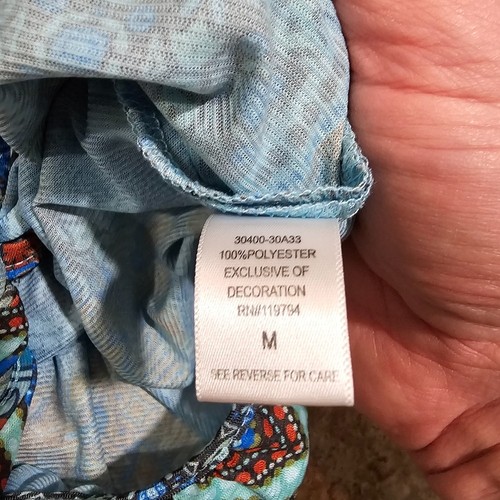 30400-30A33
100%POLYESTER
EXCLUSIVE OF
DECORATION
RN//119794
M
SEE REVERSE FOR CARE